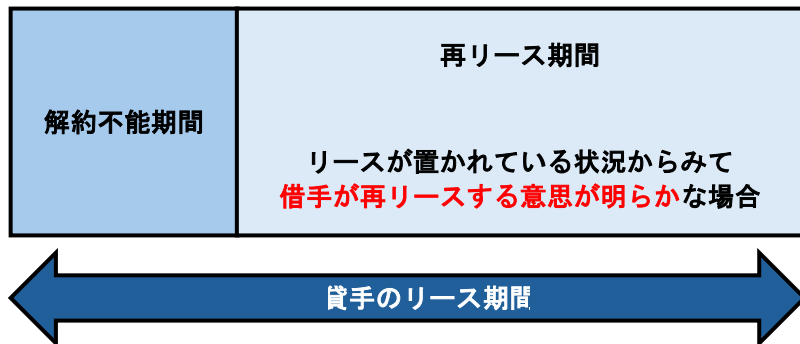 解約不能期間
再リース期間
リースが置かれている状況からみて
借手が再リースする意思が明らかな場合
貸手のリース期間